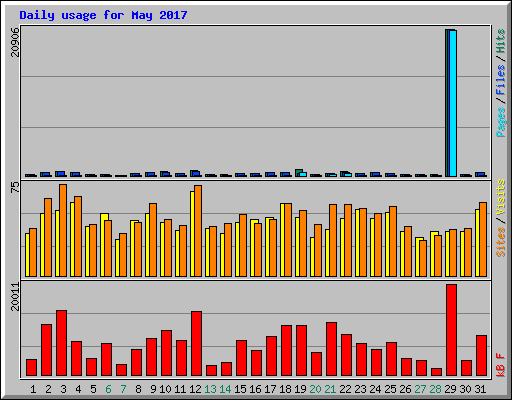 Daily usage for May 2017
20906
Pages / Files / Hits
75
Sites / Visits
20011
kB F
1 2 3 4 5 6 7 8 9 10 11 12 13 14 15 16 17 18 19 20 21 22 23 24 25 26 27 28 29 30 31